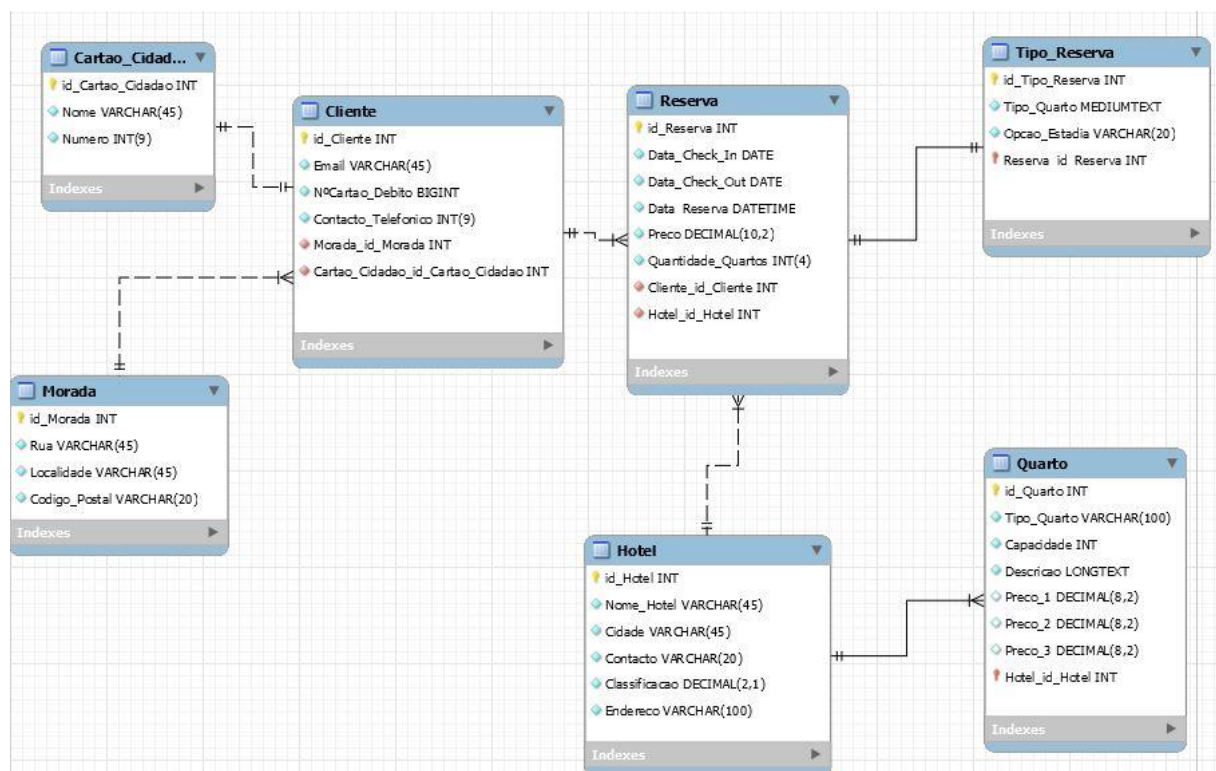 Cartao_Cidad...
id_Cartao_Cidadao INT
Nome VARCHAR(45)
Numero INT(9)
Indexes
Cliente
id_Cliente INT
Email VARCHAR(45)
NºCartao_Debito BIGINT
Contacto_Telefonico INT(9)
Morada_id_Morada INT
Cartao_Cidadao_id_Cartao_Cidadao INT
Indexes
Reserva
id_Reserva INT
Data_Check_In DATE
Data_Check_Out DATE
Data_Reserva DATETIME
Preco DECIMAL(10,2)
Quantidade_Quartos INT(4)
Cliente_id_Cliente INT
Hotel_id_Hotel INT
Indexes
Tipo_Reserva
id_Tipo_Reserva INT
Tipo_Quarto MEDIUMTEXT
Opcao_Estadia VARCHAR(20)
Reserva_id_Reserva INT
Indexes
Morada
id_Morada INT
Rua VARCHAR(45)
Localidade VARCHAR(45)
Codigo_Postal VARCHAR(20)
Indexes
Hotel
id_Hotel INT
Nome_Hotel VARCHAR(45)
Cidade VARCHAR(45)
Contacto VARCHAR(20)
Classificacao DECIMAL(2,1)
Endereco VARCHAR(100)
Indexes
Quarto
id_Quarto INT
Tipo_Quarto VARCHAR(100)
Capacidade INT
Descricao LONGTEXT
Preco_1 DECIMAL(8,2)
Preco_2 DECIMAL(8,2)
Preco_3 DECIMAL(8,2)
Hotel_id_Hotel INT
Indexes